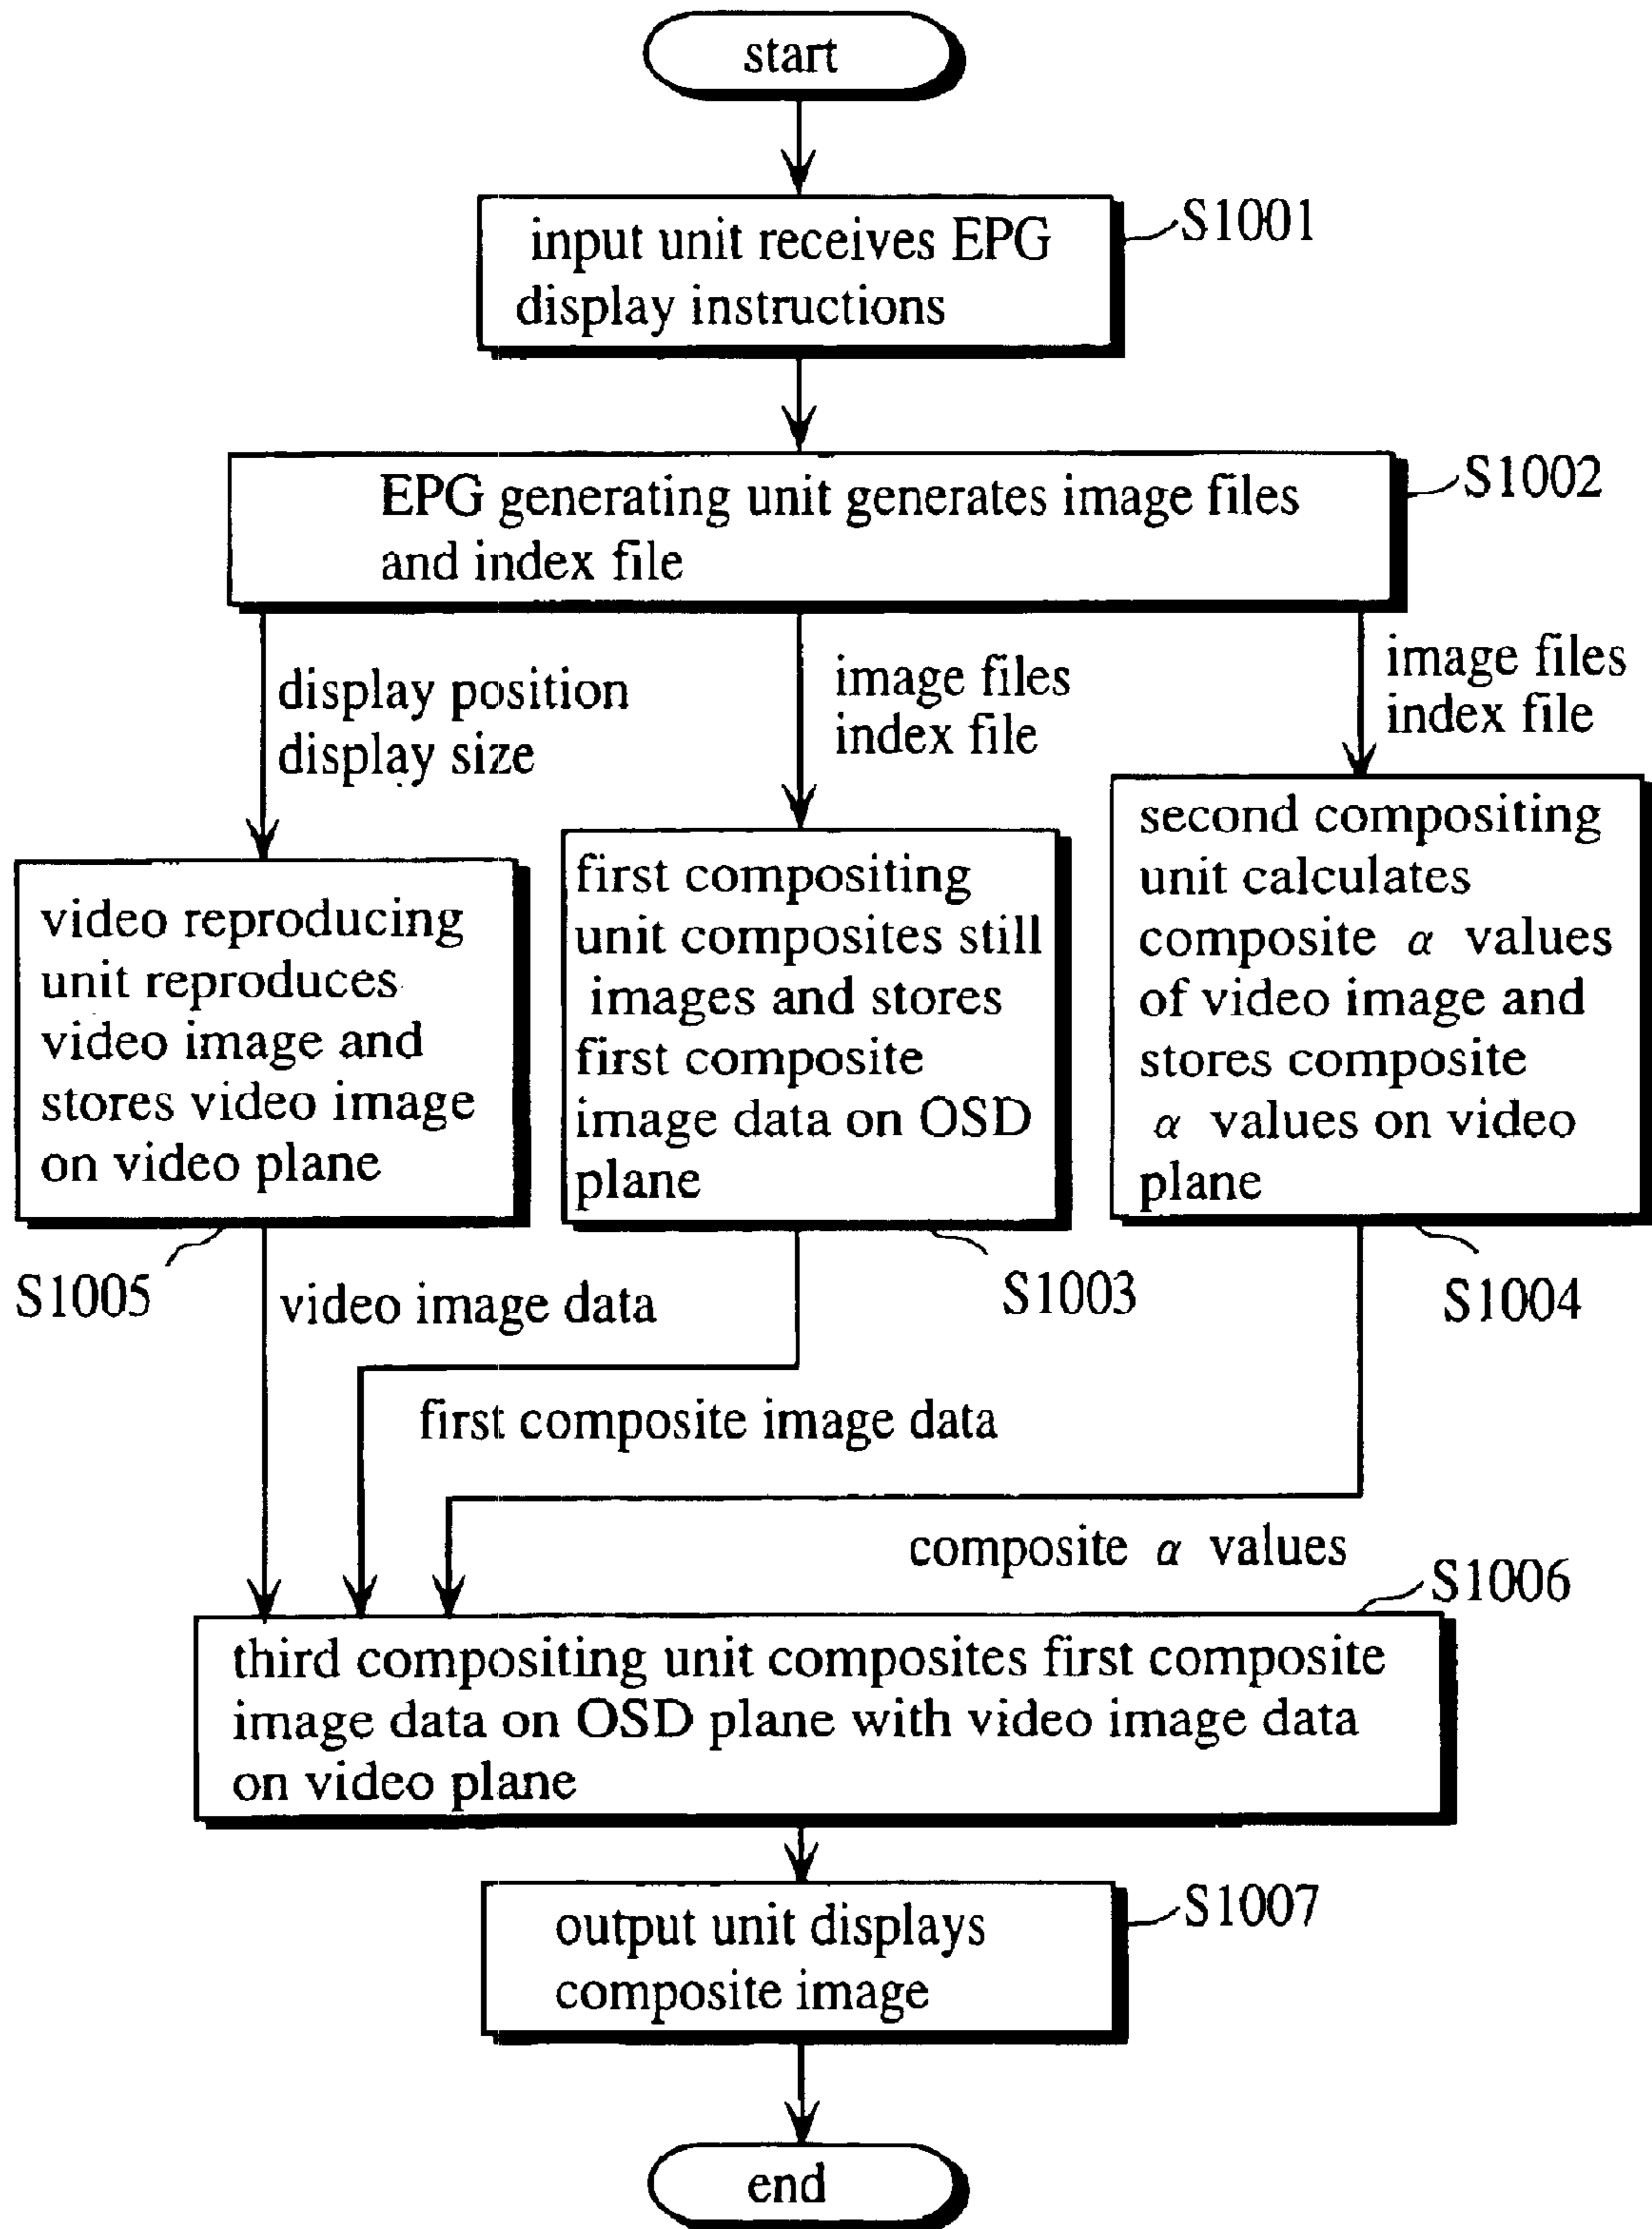 start
input unit receives EPG
display instructions
S1001
EPG generating unit generates image files
and index file
S1002
display position
display size
image files
index file
image files
index file
video reproducing
unit reproduces
video image and
stores video image
on video plane
S1005
first compositing
unit composites still
images and stores
first composite
image data on OSD
plane
S1003
second compositing
unit calculates
composite α values
of video image and
stores composite
α values on video
plane
S1004
video image data
first composite image data
composite α values
S1006
third compositing unit composites first composite
image data on OSD plane with video image data
on video plane
output unit displays
composite image
S1007
end